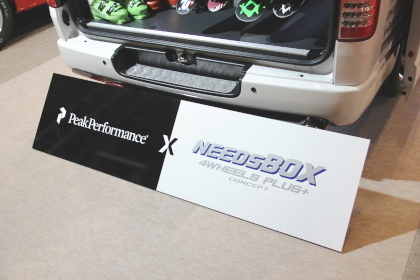 PeakPerformance®
X
NEEDSBOX
4WHEELS PLUS+
CONCEPT